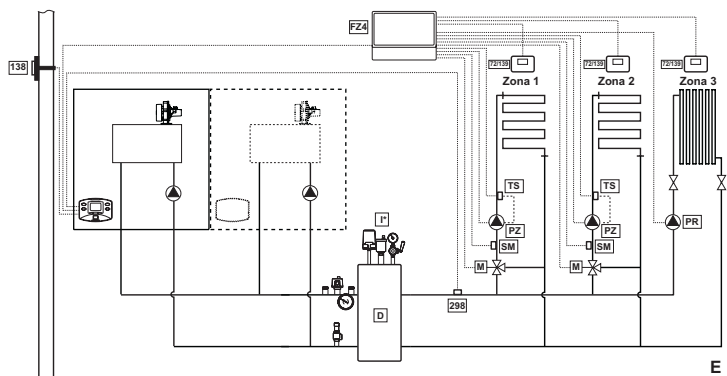 FZ4
138
72/139
72/139
72/139
Zona 1
Zona 2
Zona 3
TS
TS
I*
PZ
PZ
PR
SM
SM
M
M
298
D
E